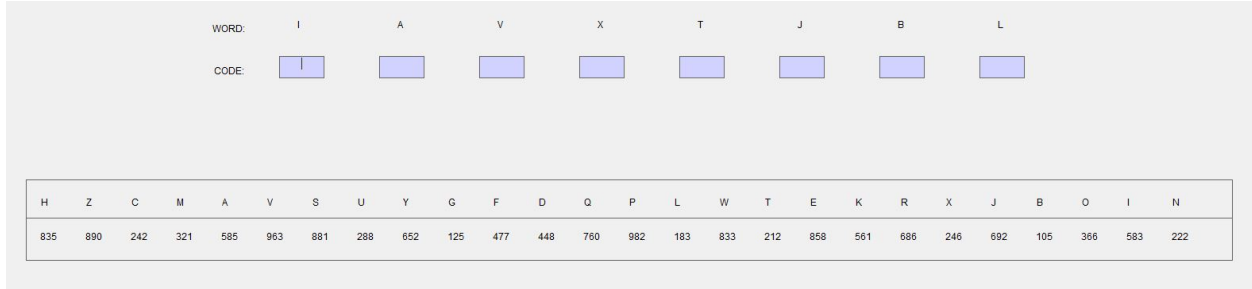 WORD: I A V X T J B L
CODE:
H Z C M A V S U Y G F D Q P L W T E K R X J B O I N
835 890 242 321 585 963 881 288 652 125 477 448 760 982 183 833 212 858 561 686 246 692 105 366 583 222